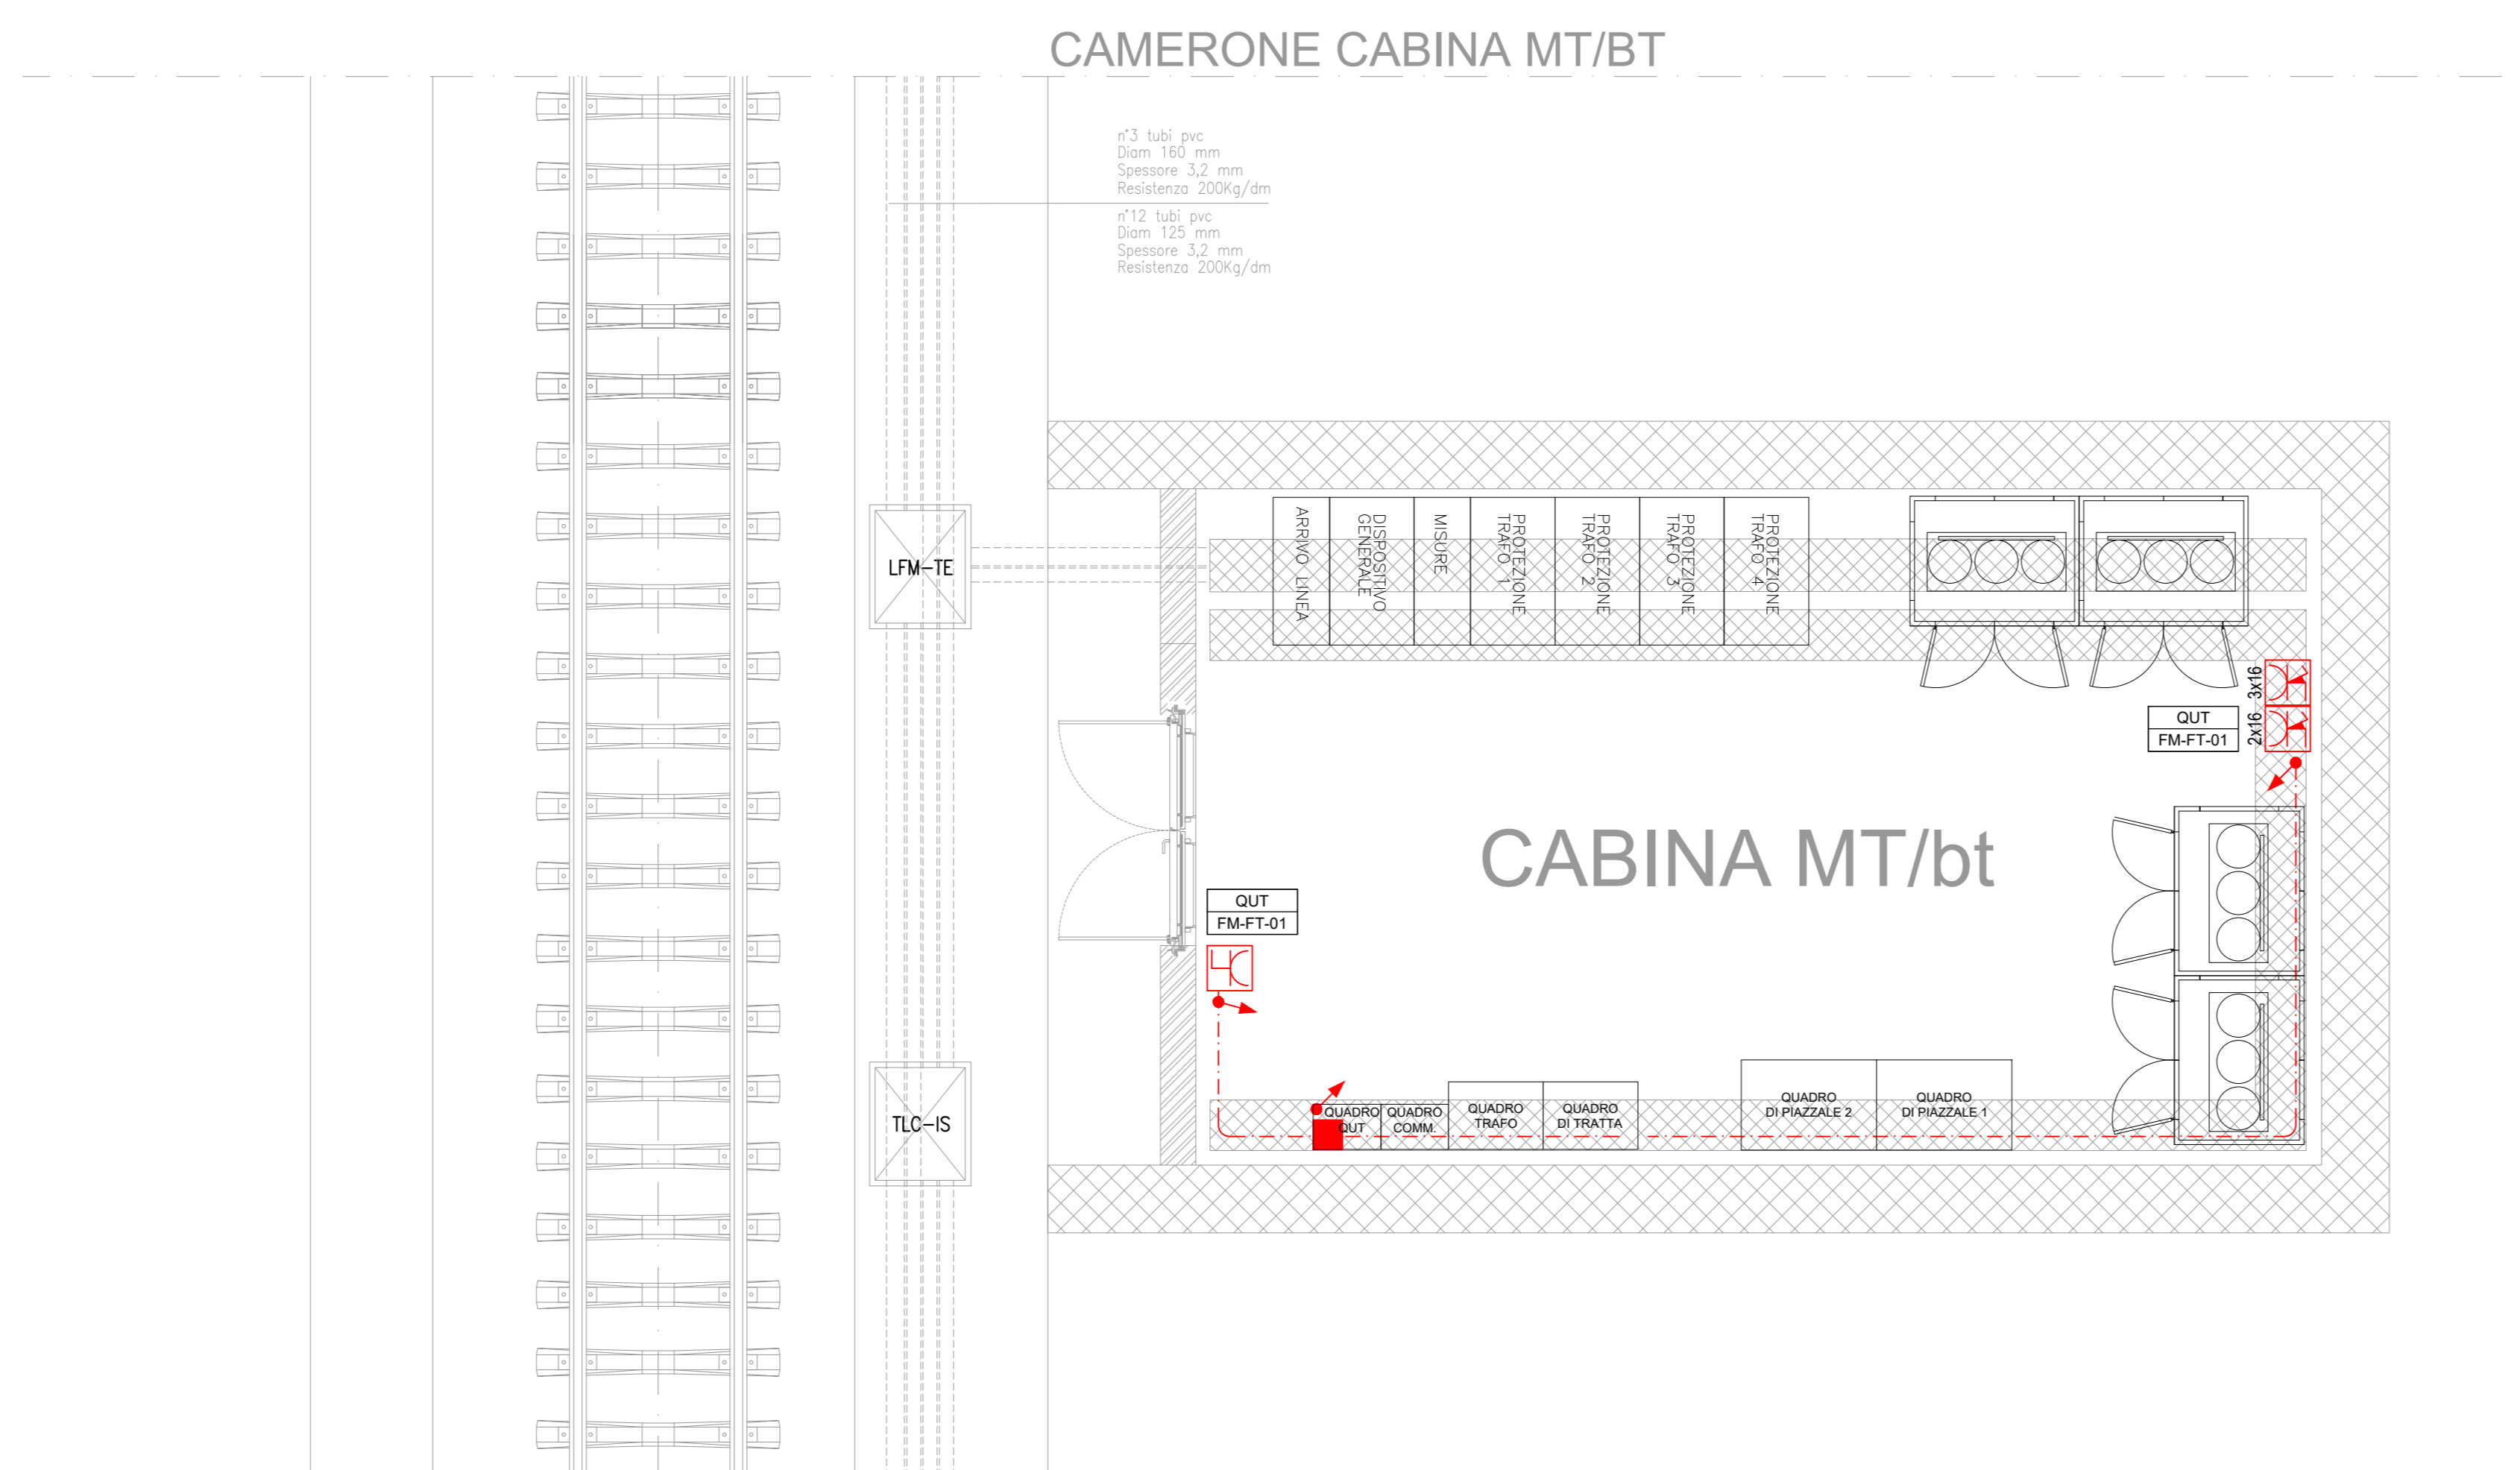 CAMERONE CABINA MT/BT
n°3 tubi pvc
Diam 160 mm
Spessore 3,2 mm
Resistenza 200Kg/dm
n°12 tubi pvc
Diam 125 mm
Spessore 3,2 mm
Resistenza 200Kg/dm
LFM-TE
ARRIVO LINEA
DISPOSITIVO
GENERALE
MISURE
PROTEZIONE
TRAFO 1
PROTEZIONE
TRAFO 2
PROTEZIONE
TRAFO 3
PROTEZIONE
TRAFO 4
3x16
2x16
QUT
FM-FT-01
CABINA MT/bt
QUT
FM-FT-01
TLC-IS
QUADRO
QUT
QUADRO
COMM.
QUADRO
TRAFO
QUADRO
DI TRATTA
QUADRO
DI PIAZZALE 2
QUADRO
DI PIAZZALE 1